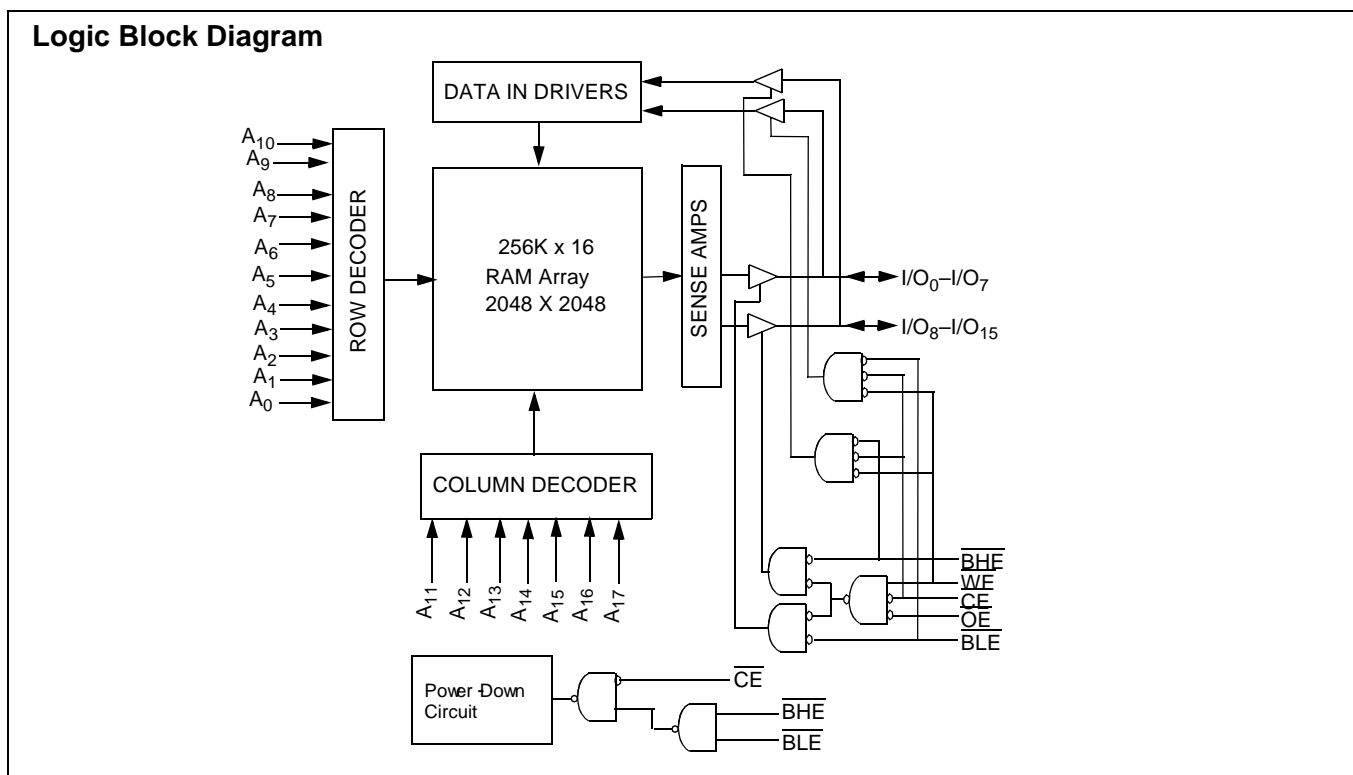 Logic Block Diagram
DATA IN DRIVERS
A10
A9
A8
A7
A6
A5
A4
A3
A2
A1
A0
ROW DECODER
256K x 16
RAM Array
2048 X 2048
SENSE AMPS
I/O0–I/O7
I/O8–I/O15
COLUMN DECODER
A11
A12
A13
A14
A15
A16
A17
BHE
WE
CE
OE
BLE
Power-Down
Circuit
CE
BHE
BLE